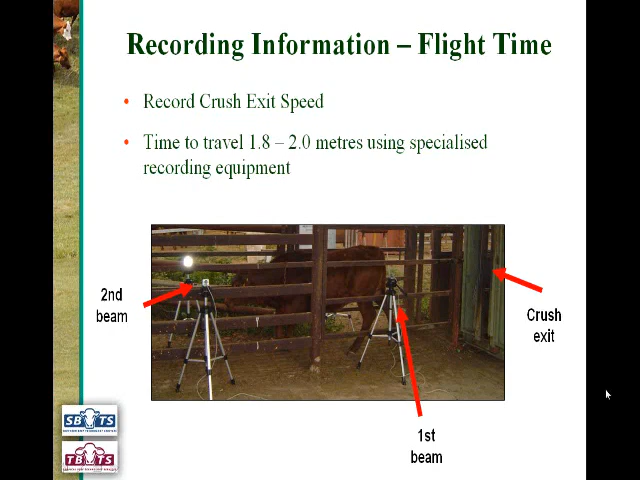 Recording Information – Flight Time
• Record Crush Exit Speed
• Time to travel 1.8 – 2.0 metres using specialised
recording equipment
2nd
beam
Crush
exit
1st
beam
SBTS
TBTS